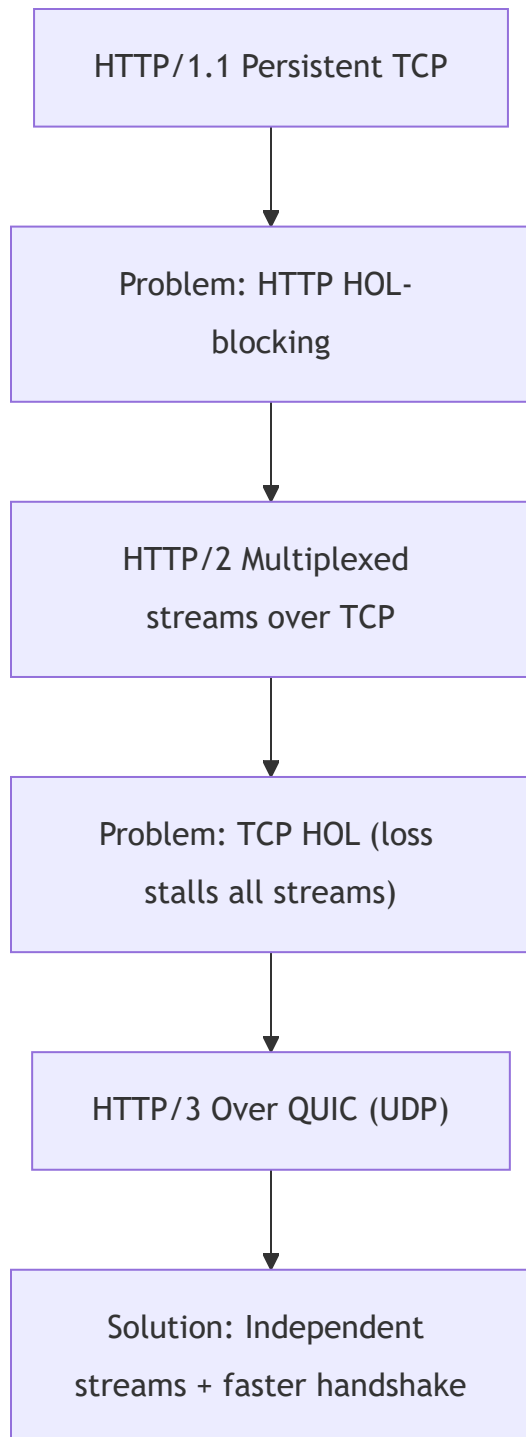 HTTP/1.1 Persistent TCP
Problem: HTTP HOL-
blocking
HTTP/2 Multiplexed
streams over TCP
Problem: TCP HOL (loss
stalls all streams)
HTTP/3 Over QUIC (UDP)
Solution: Independent
streams + faster handshake